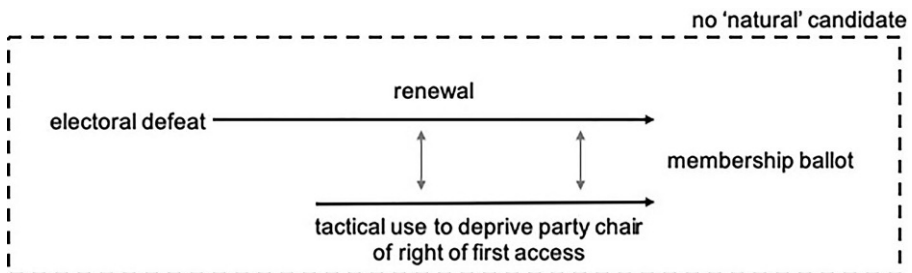 no ‘natural’ candidate
renewal
electoral defeat
membership ballot
tactical use to deprive party chair
of right of first access